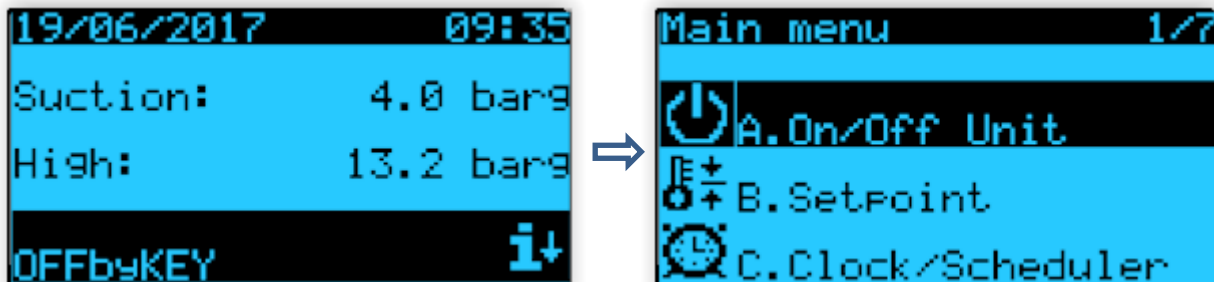 19/06/2017 09:35
Suction: 4.0 barg
High: 13.2 barg
OFFbyKEY
Main menu 1/7
A.On/Off Unit
B.Setpoint
C.Clock/Scheduler